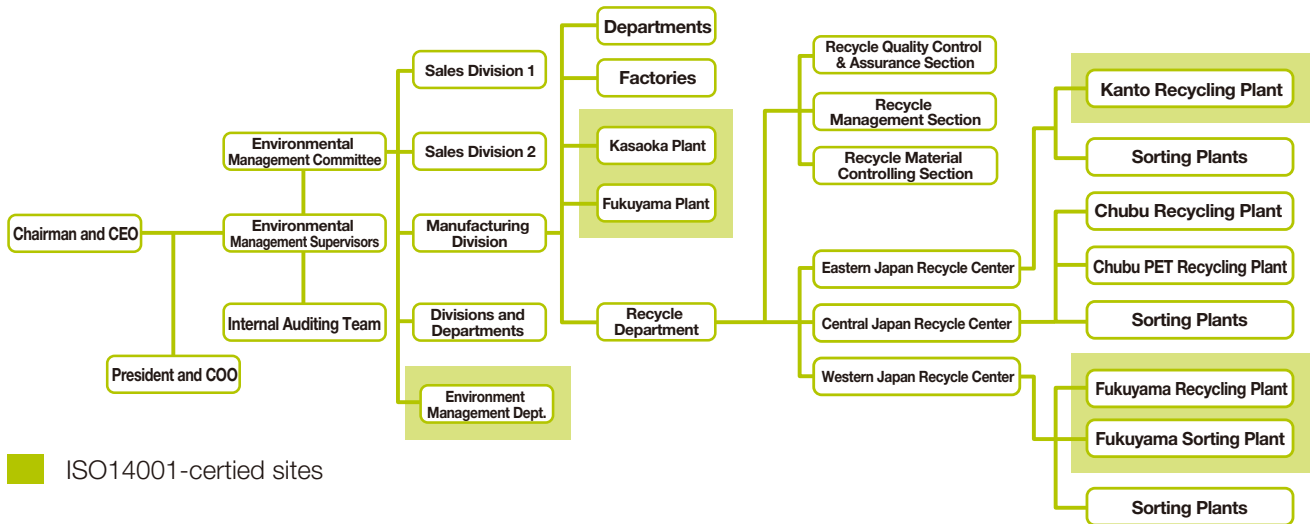 Chairman and CEO
President and COO
Environmental
Management Committee
Environmental
Management Supervisors
Internal Auditing Team
Sales Division 1
Sales Division 2
Manufacturing
Division
Divisions and
Departments
Environment
Management Dept.
Departments
Factories
Kasaoka Plant
Fukuyama Plant
Recycle
Department
Recycle Quality Control
& Assurance Section
Recycle
Management Section
Recycle Material
Controlling Section
Eastern Japan Recycle Center
Central Japan Recycle Center
Western Japan Recycle Center
Kanto Recycling Plant
Sorting Plants
Chubu Recycling Plant
Chubu PET Recycling Plant
Sorting Plants
Fukuyama Recycling Plant
Fukuyama Sorting Plant
Sorting Plants
ISO14001-certied sites